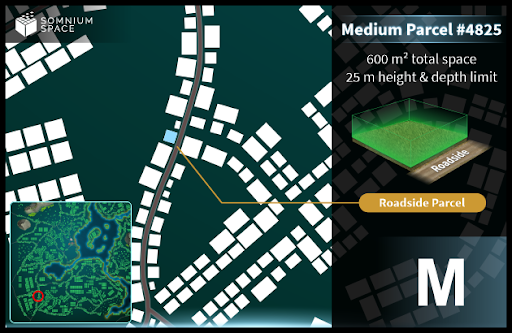 SOMNIUM
SPACE
Medium Parcel #4825
600 m² total space
25 m height & depth limit
Roadside
Roadside Parcel
M